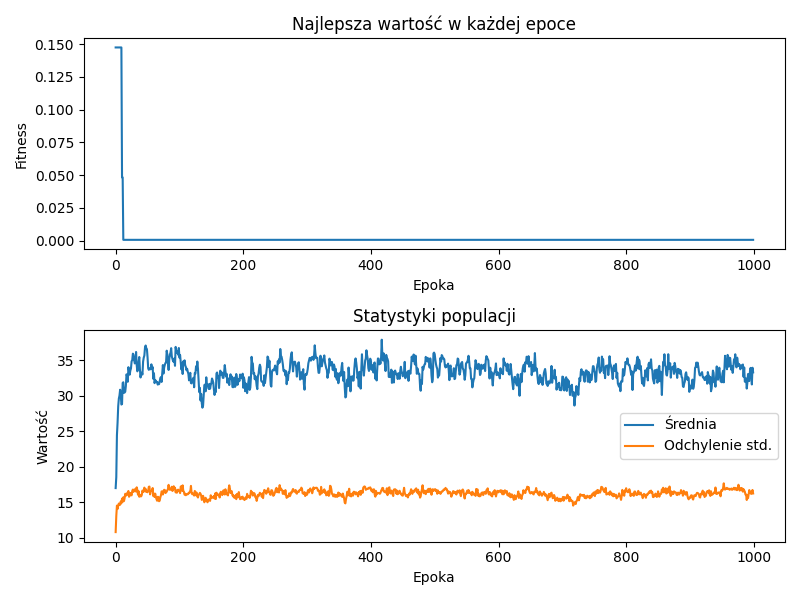 Najlepsza wartość w każdej epoce
0.150
0.125
0.100
0.075
0.050
0.025
0.000
Fitness
0 200 400 600 800 1000
Epoka
Statystyki populacji
35
30
25
20
15
10
Wartość
Średnia
Odchylenie std.
0 200 400 600 800 1000
Epoka